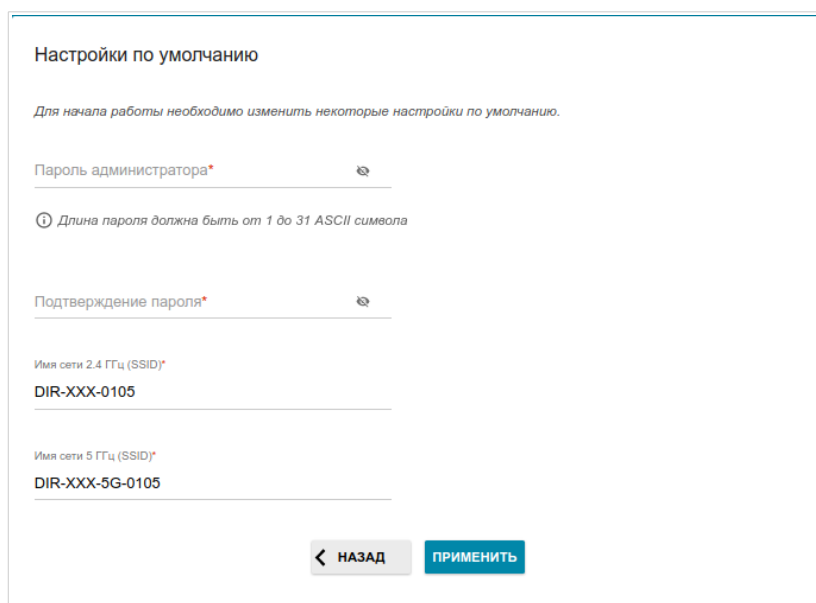 Настройки по умолчанию
Для начала работы необходимо изменить некоторые настройки по умолчанию.
Пароль администратора*
Длина пароля должна быть от 1 до 31 ASCII символа
Подтверждение пароля*
Имя сети 2.4 ГГц (SSID)*
DIR-XXX-0105
Имя сети 5 ГГц (SSID)*
DIR-XXX-5G-0105
НАЗАД ПРИМЕНИТЬ